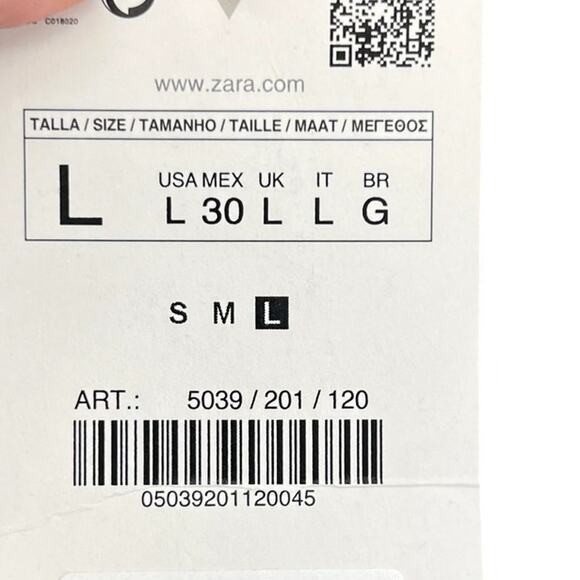 C018020
www.zara.com
TALLA / SIZE / TAMANHO / TAILLE / MAAT / ΜΕΓΕΘΟΣ
USA MEX UK IT BR
L L 30 L L G
S M L
ART.: 5039 / 201 / 120
05039201120045